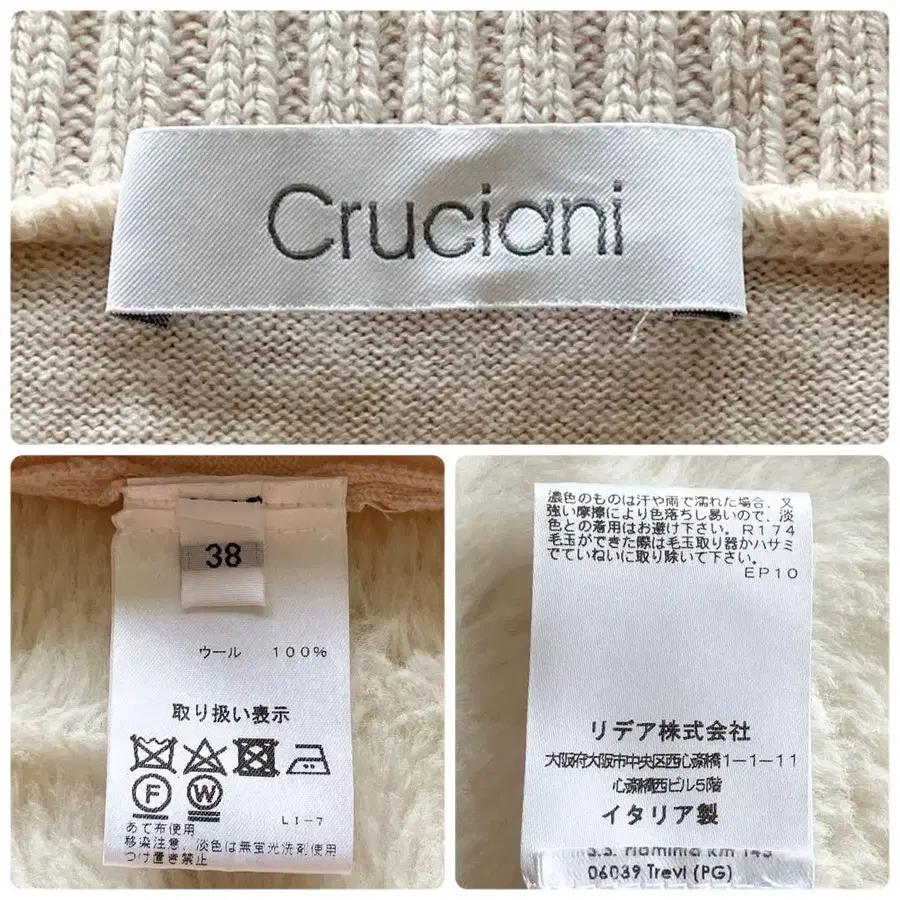 Cruciani
38
ウール 100%
取り扱い表示
F W
LI-7
あて布使用
移染注意、淡色は無蛍光洗剤使用
つけ置き禁止
濃色のものは汗や雨で濡れた場合、又
強い摩擦により色落ちし易いので、淡
色との着用はお避け下さい。R174
毛玉ができた際は毛玉取り器かハサミ
でていねいに取り除いて下さい。
EP10
リデア株式会社
大阪府大阪市中央区西心斎橋1-1-11
心斎橋西ビル5階
イタリア製
S.S. Flaminia Km 145
06039 Trevi (PG)